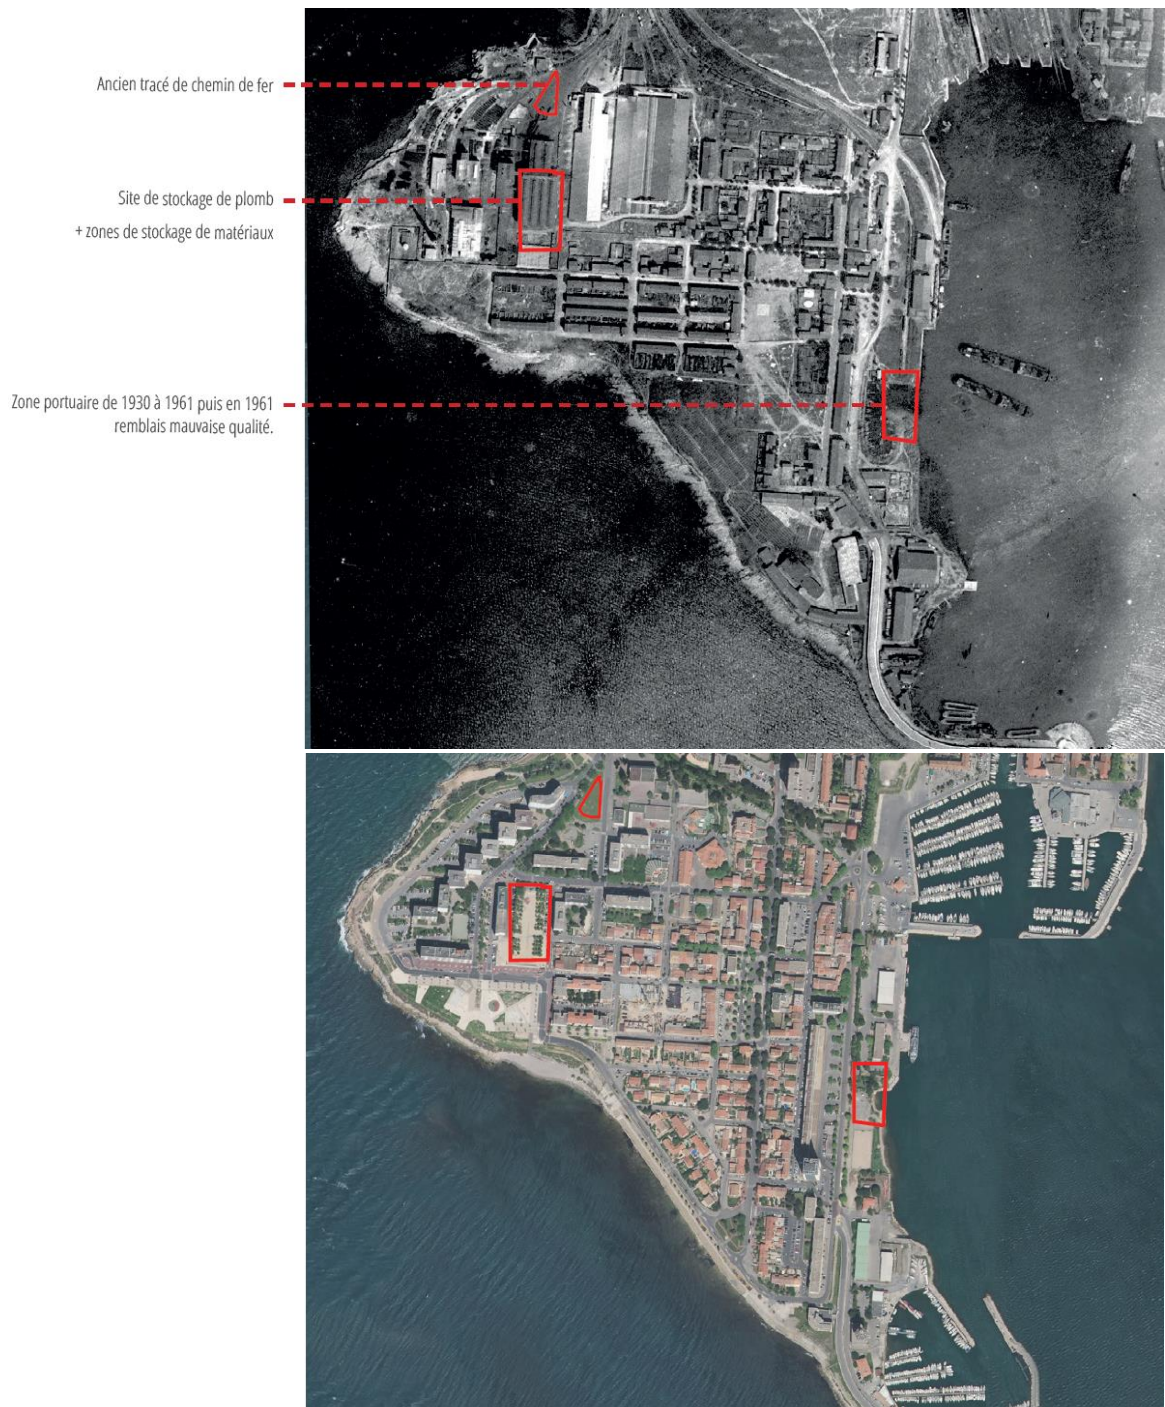 Ancien tracé de chemin de fer
Site de stockage de plomb
+ zones de stockage de matériaux
Zone portuaire de 1930 à 1961 puis en 1961
remblais mauvaise qualité.